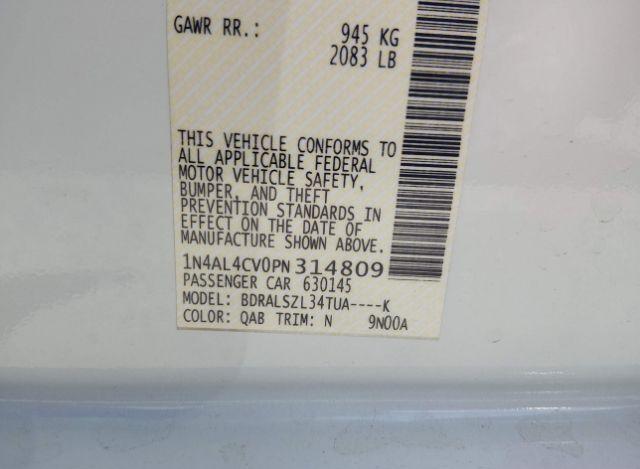 GAWR RR.: 945 KG
2083 LB
THIS VEHICLE CONFORMS TO
ALL APPLICABLE FEDERAL
MOTOR VEHICLE SAFETY,
BUMPER, AND THEFT
PREVENTION STANDARDS IN
EFFECT ON THE DATE OF
MANUFACTURE SHOWN ABOVE.
1N4AL4CV0PN314809
PASSENGER CAR 630145
MODEL: BDRALSZL34TUA----K
COLOR: QAB TRIM: N 9N00A